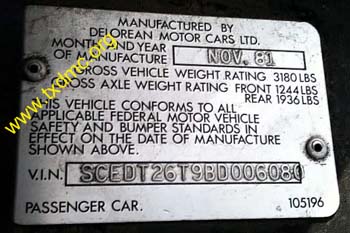 MANUFACTURED BY
DELOREAN MOTOR CARS LTD.
MONTH AND YEAR
OF MANUFACTURE NOV. 81
GROSS VEHICLE WEIGHT RATING 3180 LBS
GROSS AXLE WEIGHT RATING FRONT 1244 LBS
REAR 1936 LBS
THIS VEHICLE CONFORMS TO ALL
APPLICABLE FEDERAL MOTOR VEHICLE
SAFETY AND BUMPER STANDARDS IN
EFFECT ON THE DATE OF MANUFACTURE
SHOWN ABOVE.
V.I.N. SCEDT26T9BD006080
PASSENGER CAR. 105196
www.txdmc.org